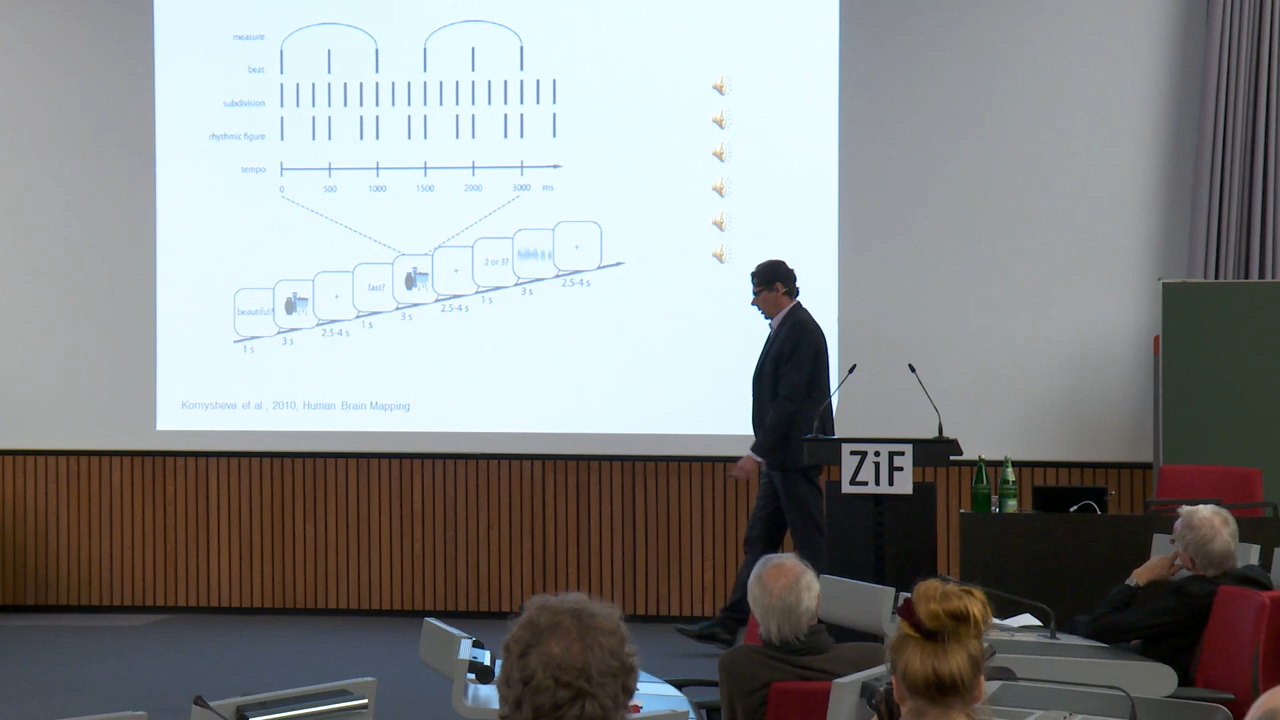 measure
beat
subdivision
rhythmic figure
tempo
0 500 1000 1500 2000 3000 ms
beautiful?
fast?
2 or 3?
+
+
+
1 s
3 s
2.5-4 s
1 s
3 s
2.5-4 s
1 s
3 s
2.5-4 s
Kornysheva et al., 2010, Human Brain Mapping
ZiF